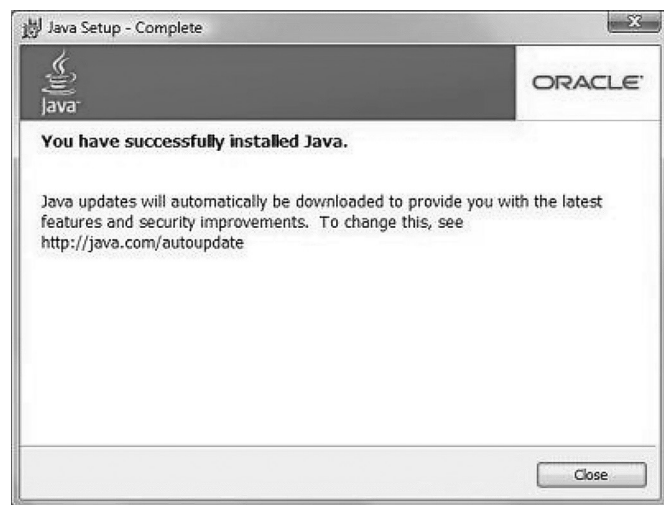 Java Setup - Complete
Java
ORACLE
You have successfully installed Java.
Java updates will automatically be downloaded to provide you with the latest
features and security improvements. To change this, see
http://java.com/autoupdate
Close